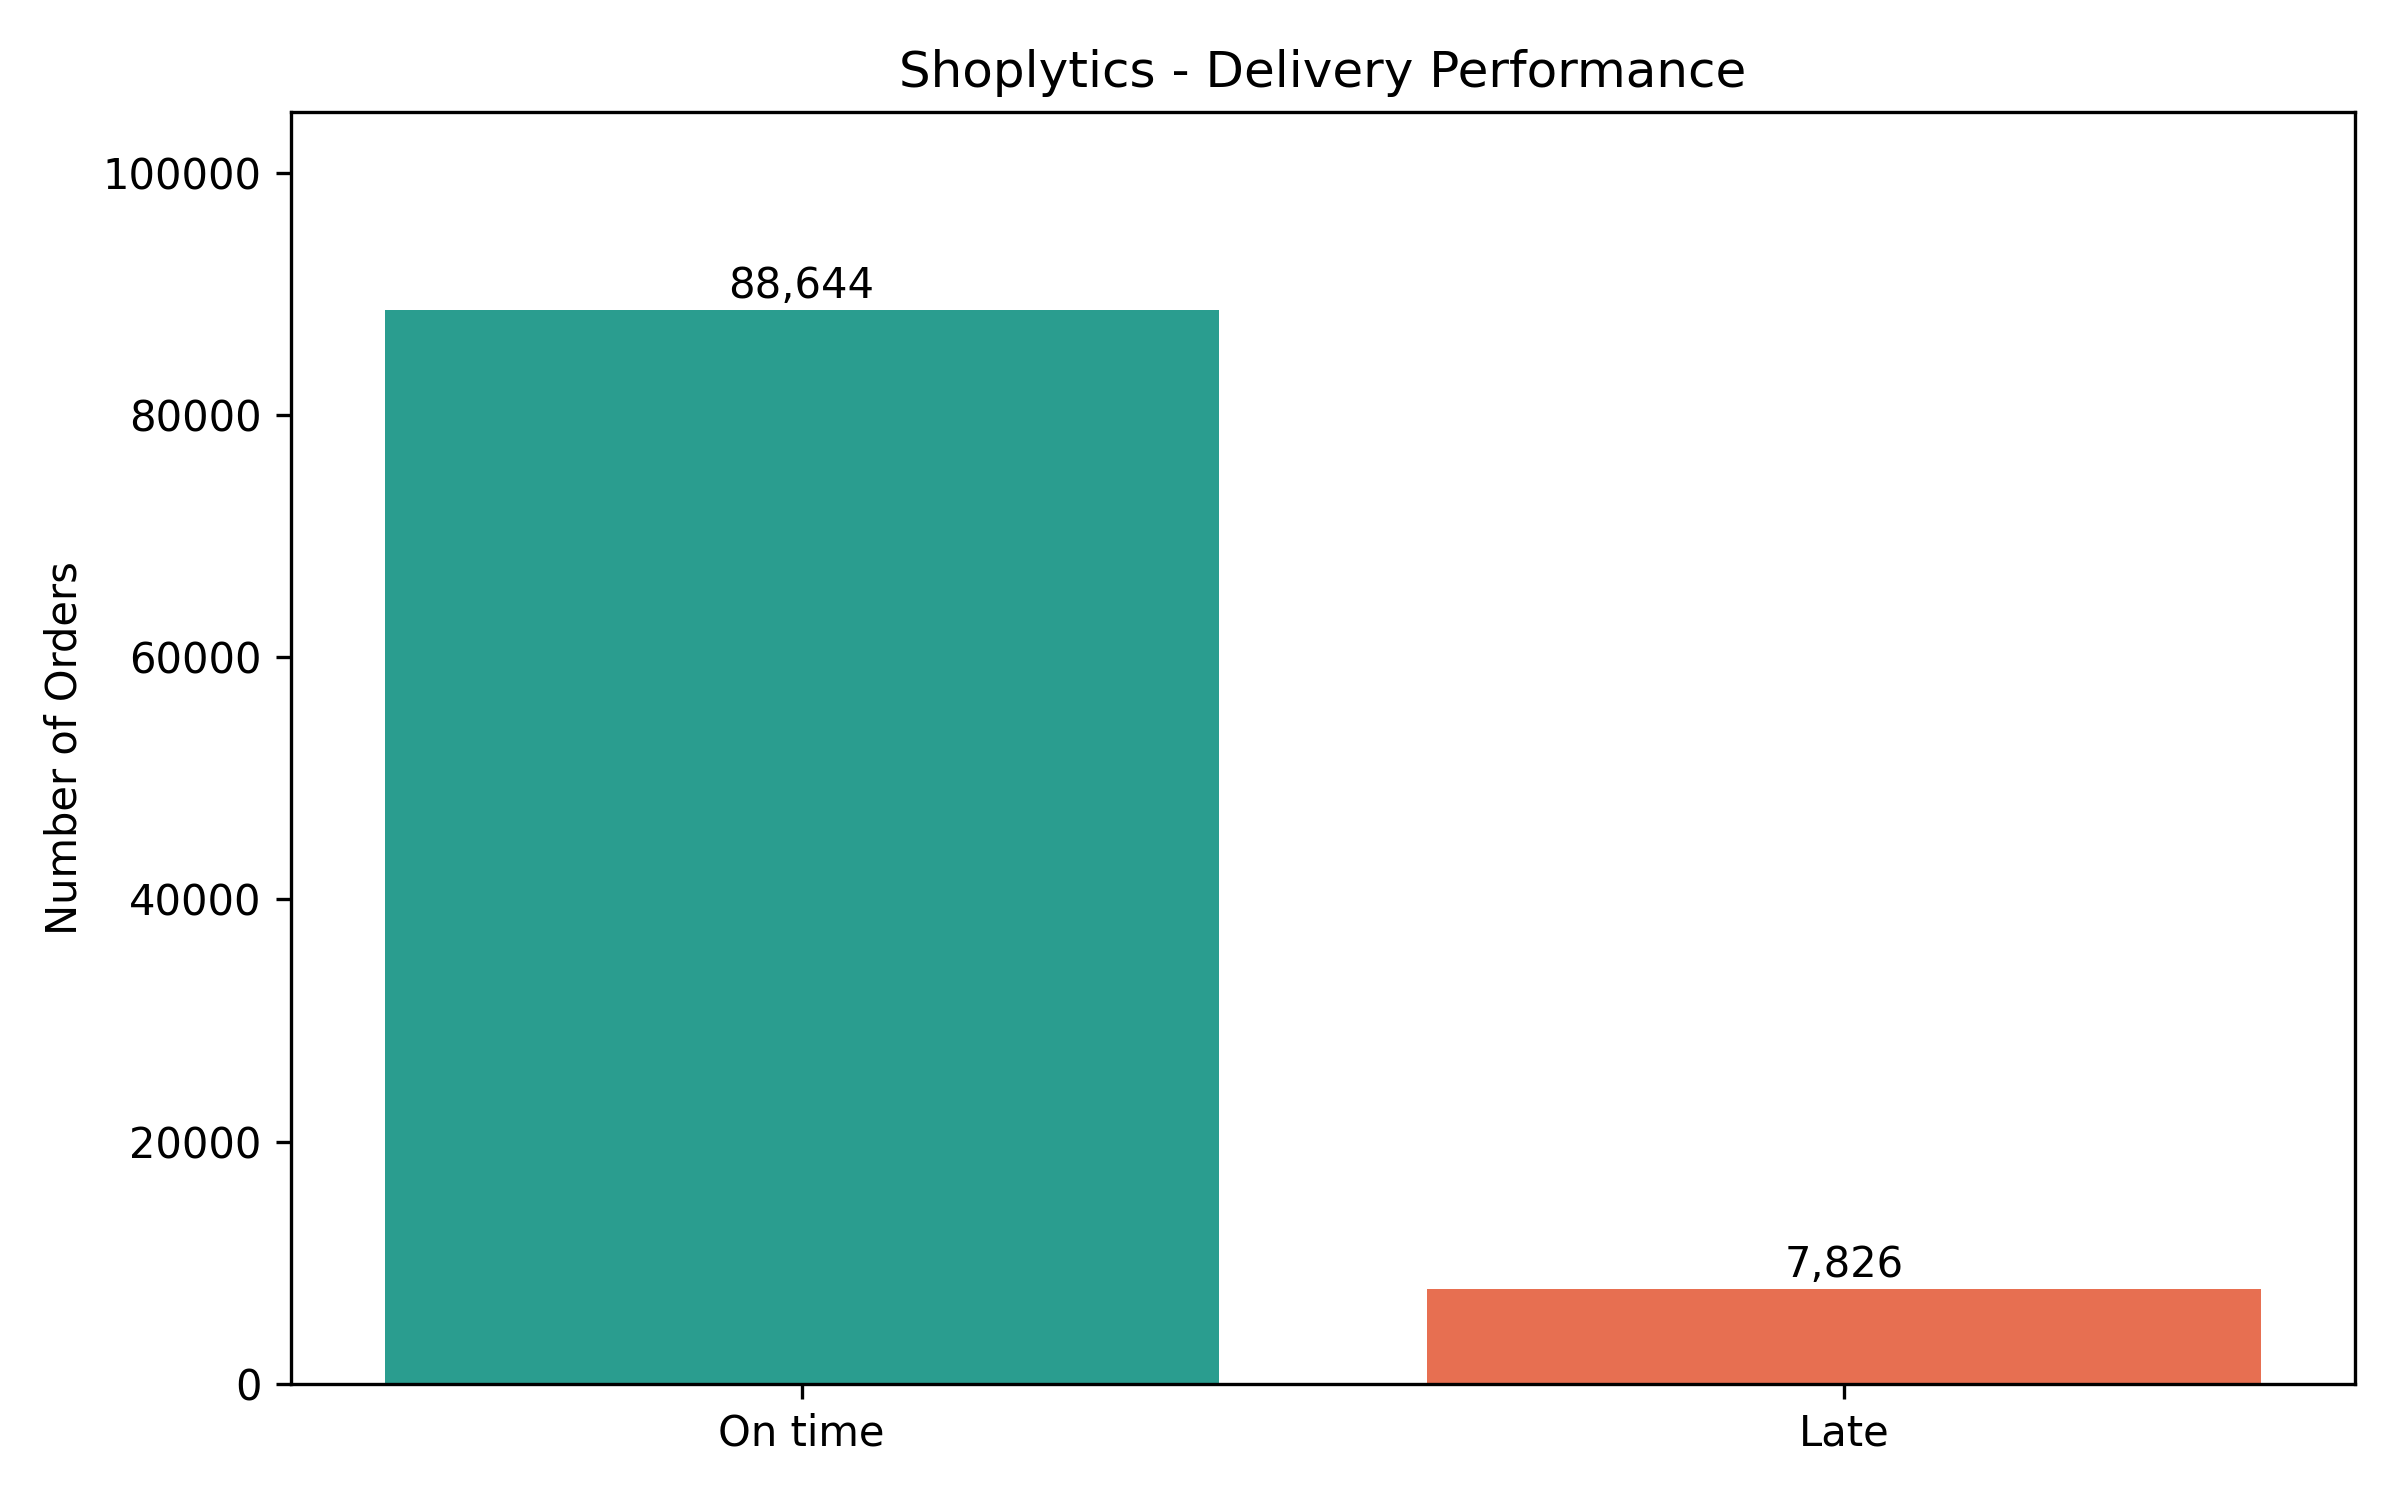 Shoplytics - Delivery Performance
Number of Orders
100000
80000
60000
40000
20000
0
88,644
7,826
On time
Late